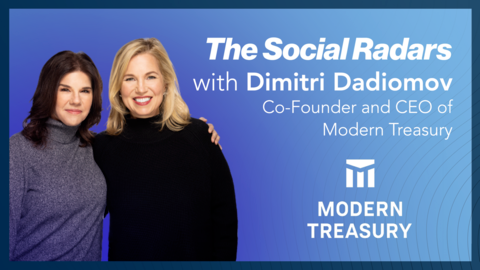 The Social Radars
with Dimitri Dadiomov
Co-Founder and CEO of
Modern Treasury
MODERN
TREASURY